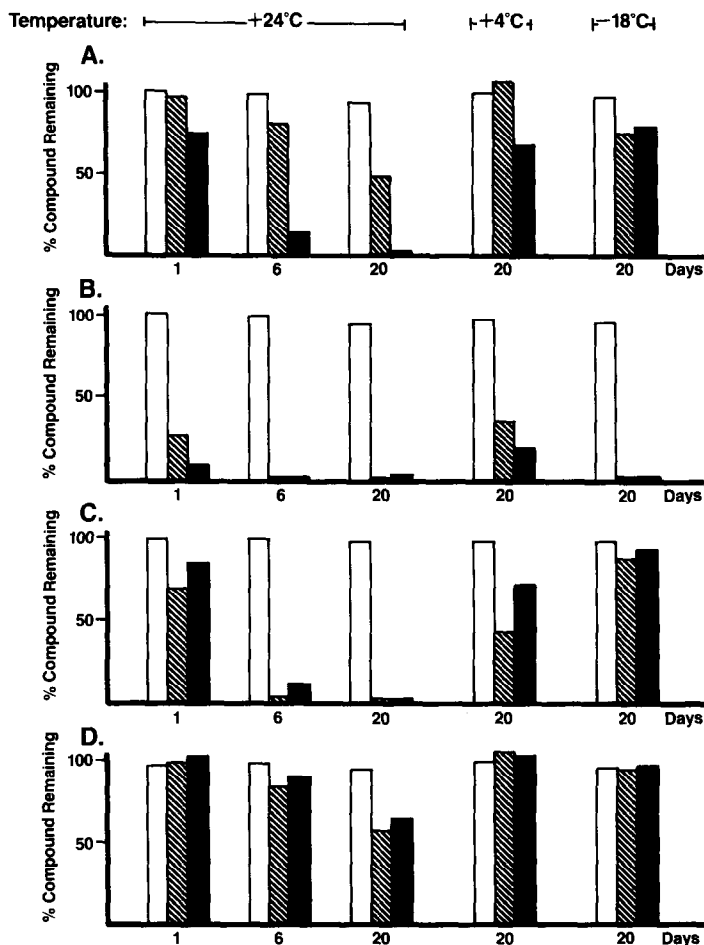 Temperature: +24°C +4°C -18°C
A.
% Compound Remaining
100
50
1 6 20 20 20 Days
B.
% Compound Remaining
100
50
1 6 20 20 20 Days
C.
% Compound Remaining
100
50
1 6 20 20 20 Days
D.
% Compound Remaining
100
50
1 6 20 20 20 Days